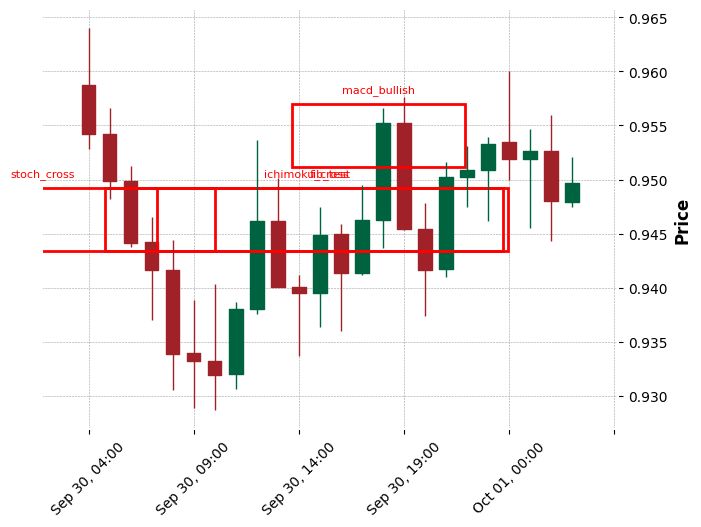 0.965
0.960
macd_bullish
0.955
stoch_cross
0.950
0.945
Price
0.940
0.935
0.930
Sep 30, 04:00
Sep 30, 09:00
Sep 30, 14:00
Sep 30, 19:00
Oct 01, 00:00